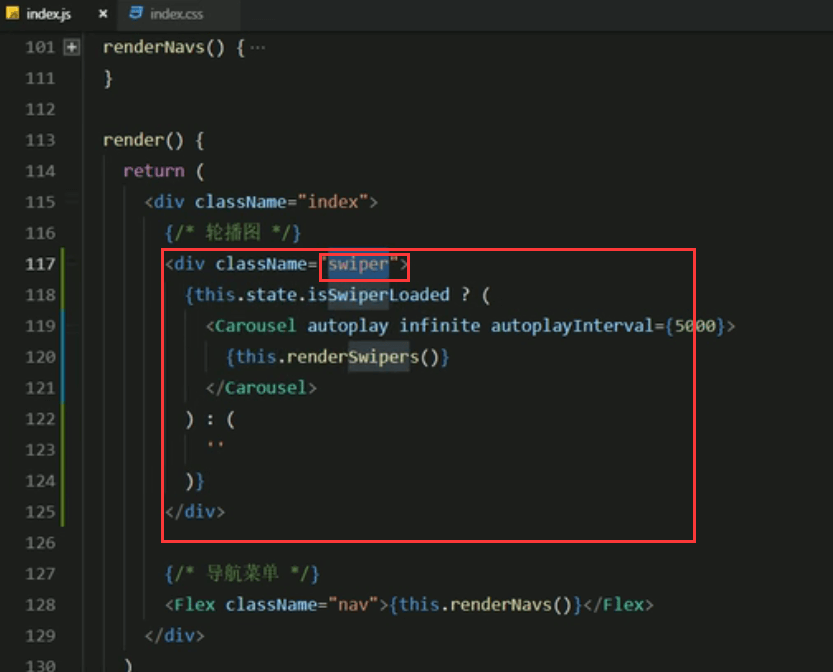 index.js × index.css
101 renderNavs() { ···
111 }
112
113 render() {
114 return (
115 <div className="index">
116 {/* 轮播图 */}
117 <div className="swiper">
118 {this.state.isSwiperLoaded ? (
119 <Carousel autoplay infinite autoplayInterval={5000}>
120 {this.renderSwipers()}
121 </Carousel>
122 ) : (
123 ''
124 )}
125 </div>
126
127 {/* 导航菜单 */}
128 <Flex className="nav">{this.renderNavs()}</Flex>
129 </div>
130 )